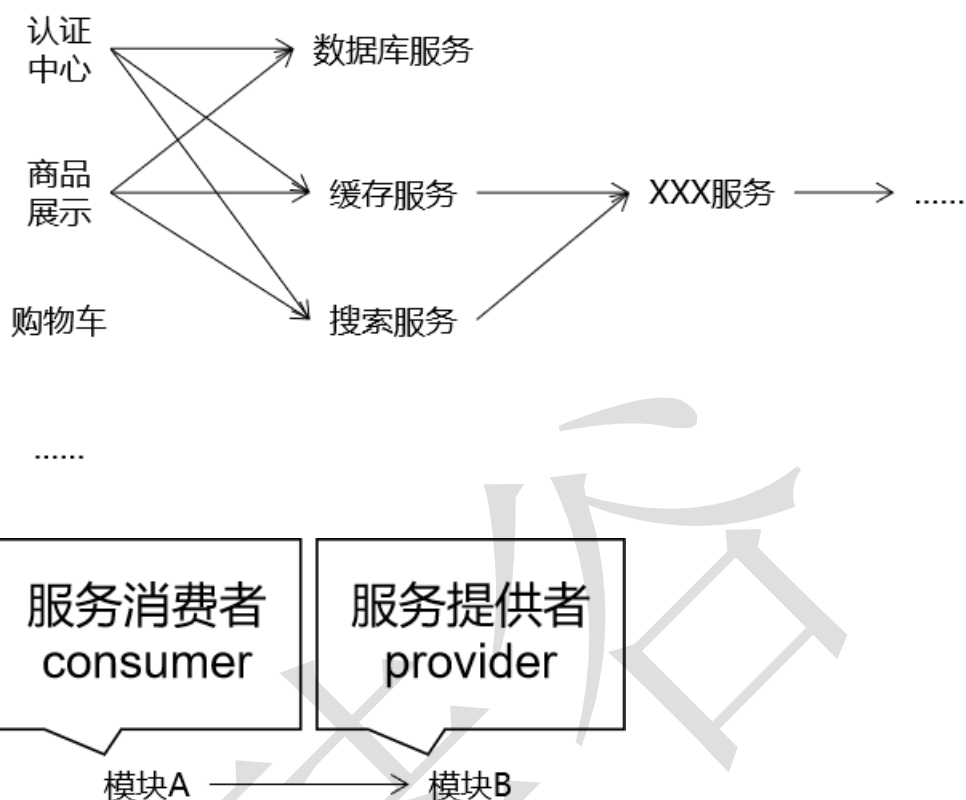 认证
中心
数据库服务
商品
展示
缓存服务
XXX服务
......
购物车
搜索服务
......
服务消费者
consumer
服务提供者
provider
模块A
模块B